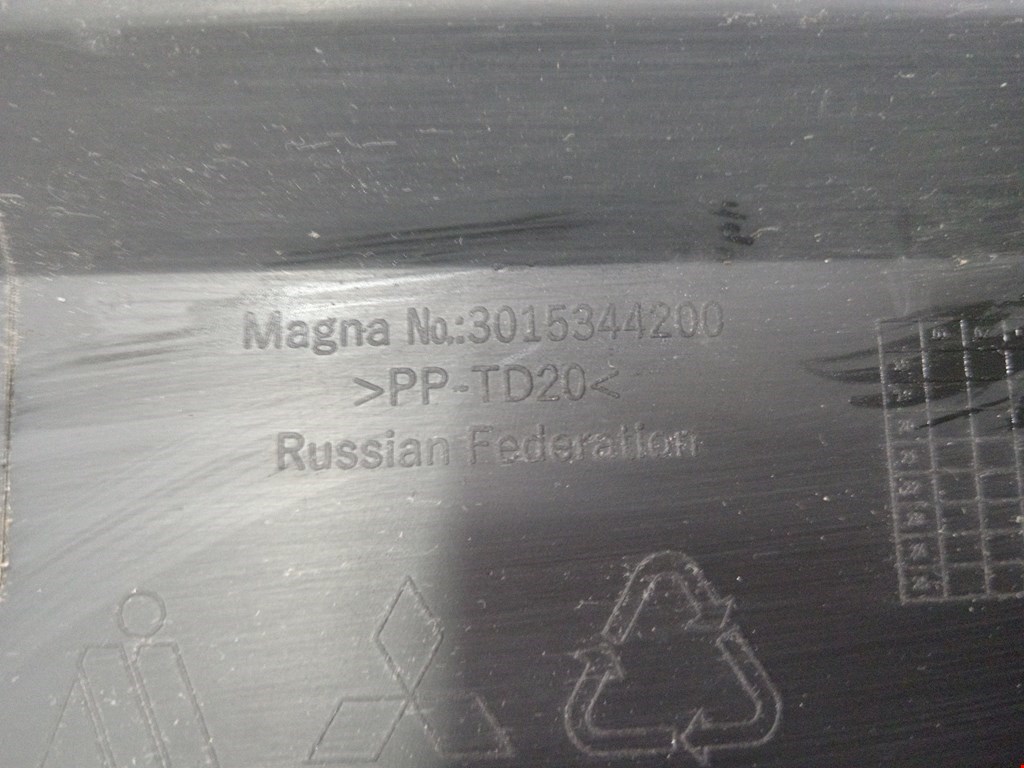 Magna No.:3015344200
>PP-TD20<
Russian Federation